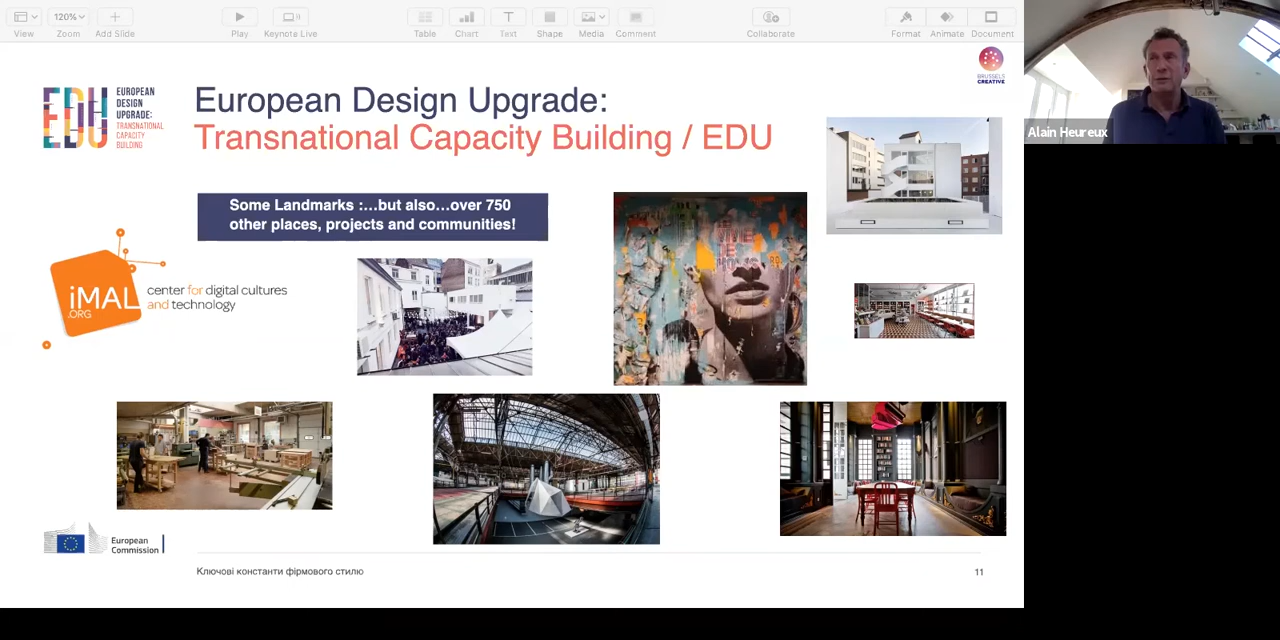 120%
View
Zoom
Add Slide
Play
Keynote Live
Table
Chart
Text
Shape
Media
Comment
Collaborate
Format
Animate
Document
BRUSSELS
CREATIVE
Alain Heureux
EDU
EUROPEAN
DESIGN
UPGRADE:
TRANSNATIONAL
CAPACITY
BUILDING
European Design Upgrade:
Transnational Capacity Building / EDU
Some Landmarks :...but also...over 750
other places, projects and communities!
iMAL
.ORG
center for digital cultures
and technology
European
Commission
Ключові константи фірмового стилю
11